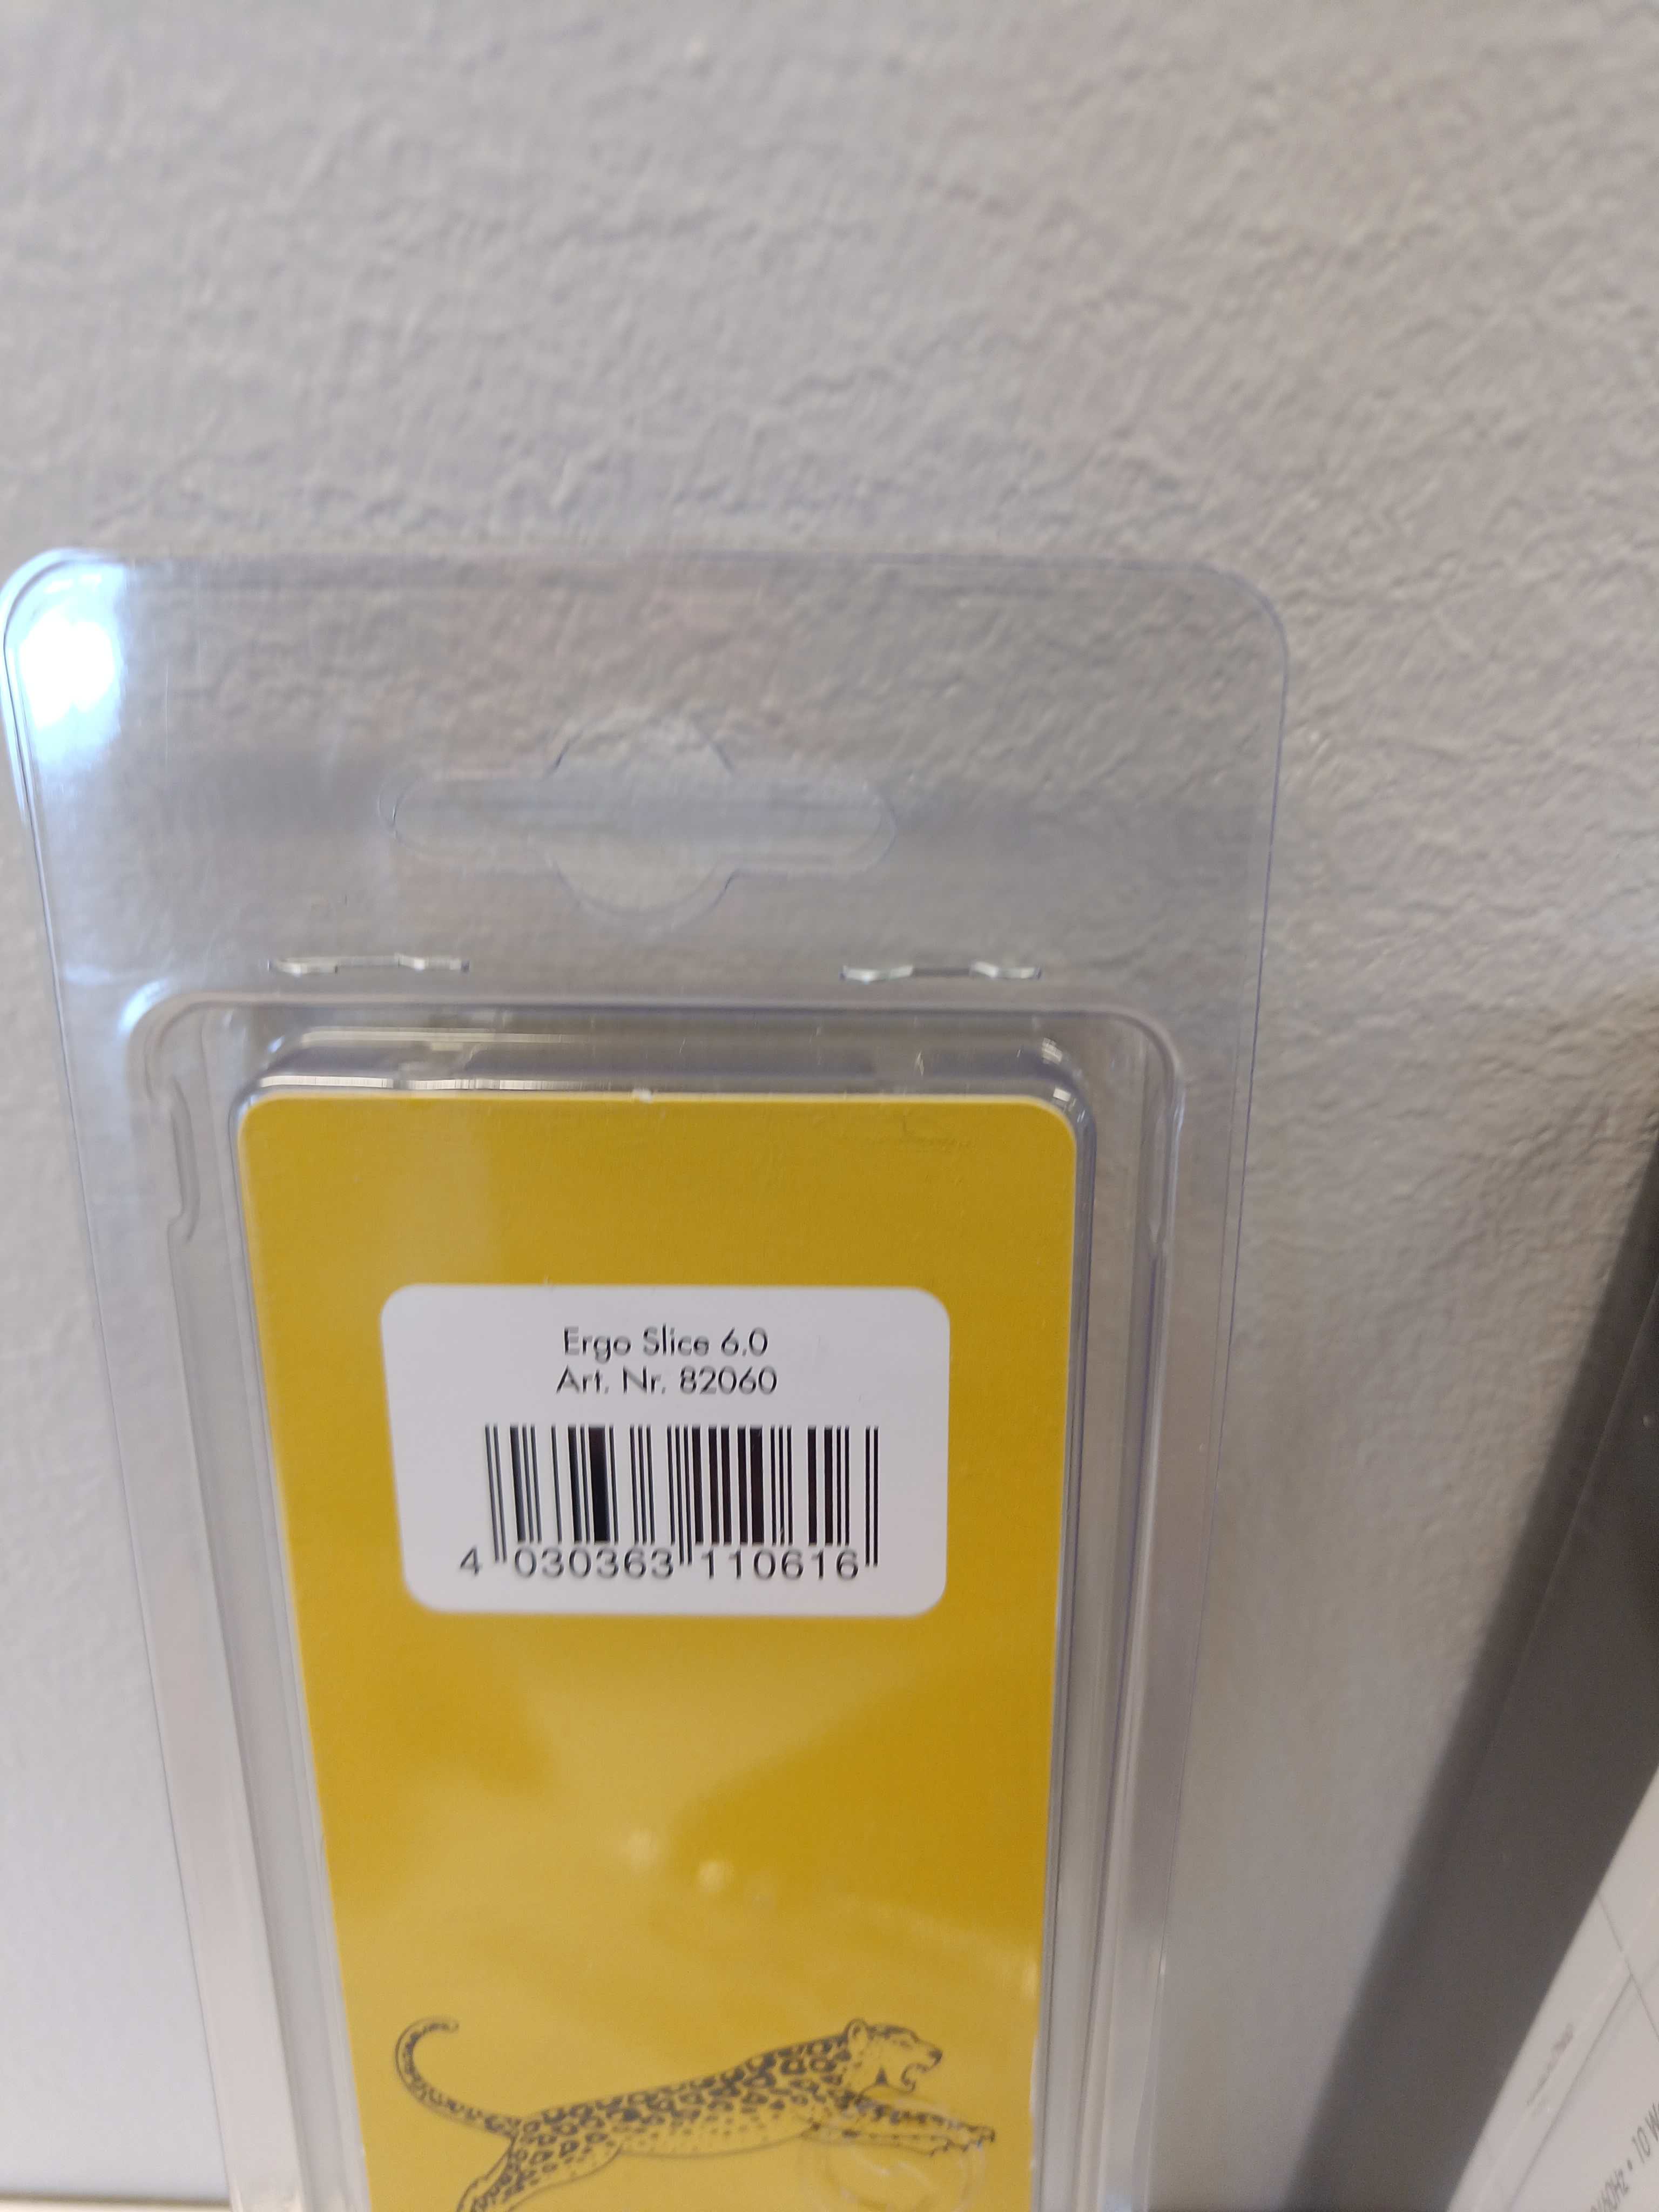 Ergo Slice 6.0
Art. Nr. 82060
4 030363 110616